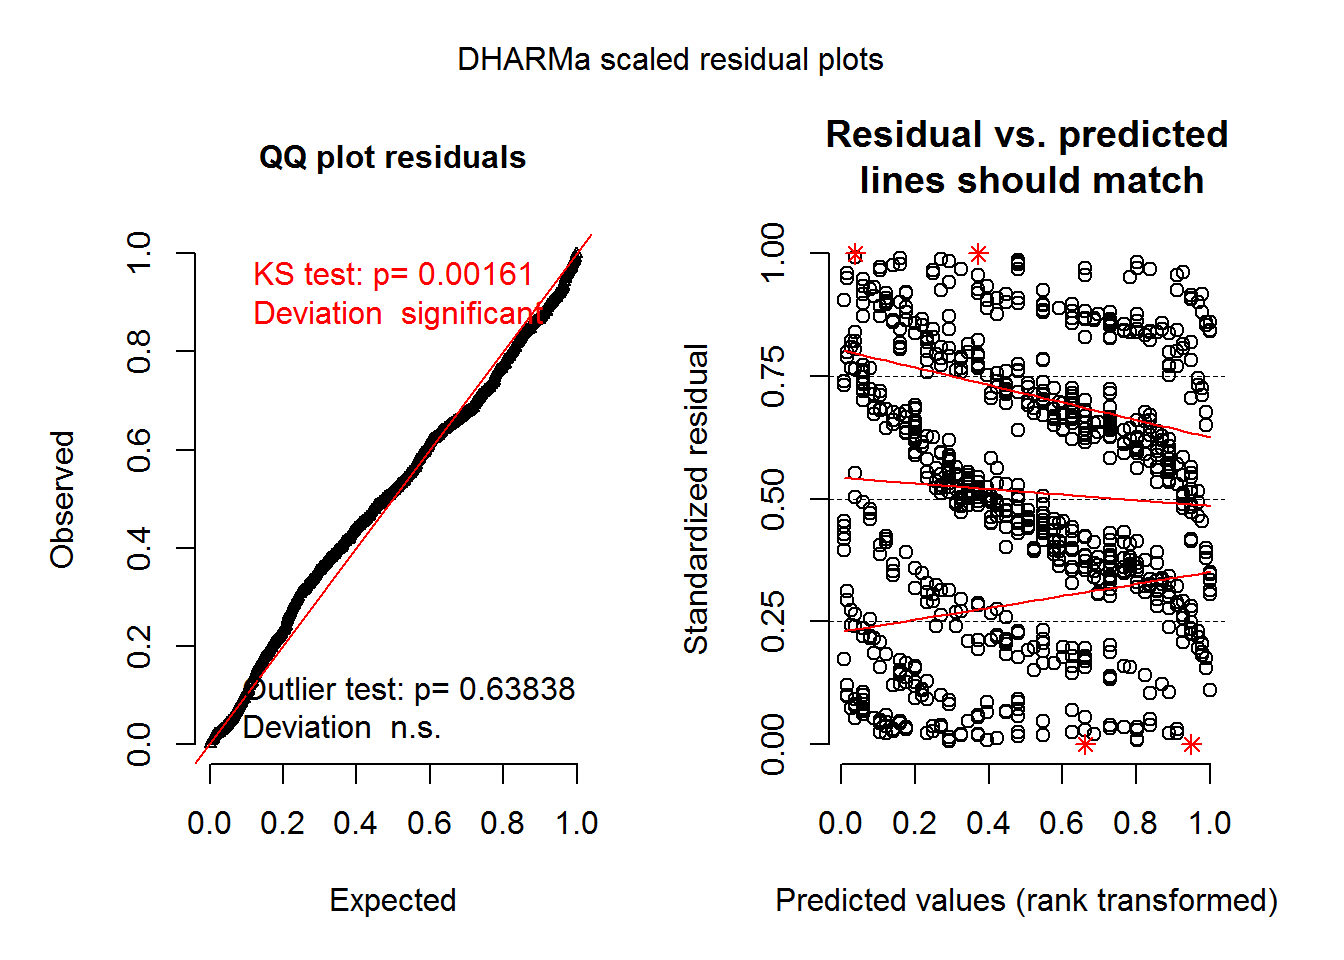 DHARMa scaled residual plots
QQ plot residuals
KS test: p= 0.00161
Deviation  significant
Outlier test: p= 0.63838
Deviation  n.s.
Observed
0.0
0.2
0.4
0.6
0.8
1.0
0.0 0.2 0.4 0.6 0.8 1.0
Expected
Residual vs. predicted
lines should match
Standardized residual
0.00
0.25
0.50
0.75
1.00
0.0 0.2 0.4 0.6 0.8 1.0
Predicted values (rank transformed)